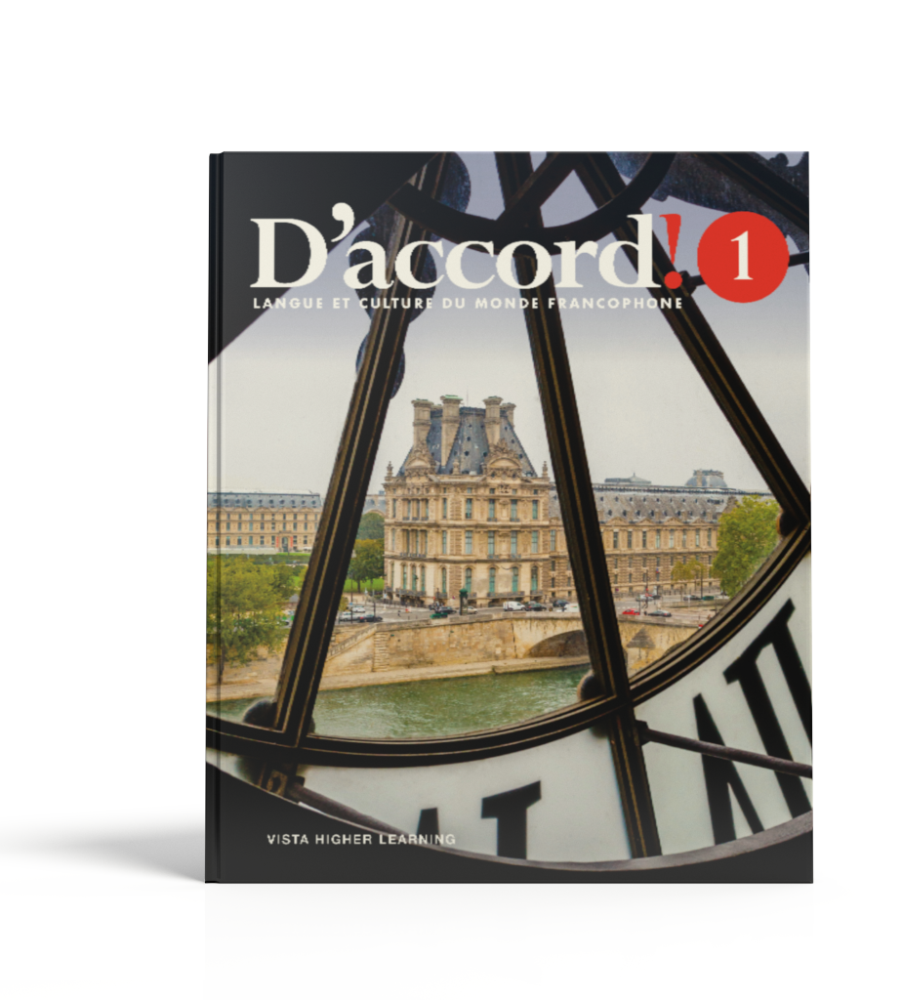 D’accord! 1
LANGUE ET CULTURE DU MONDE FRANCOPHONE
VISTA HIGHER LEARNING